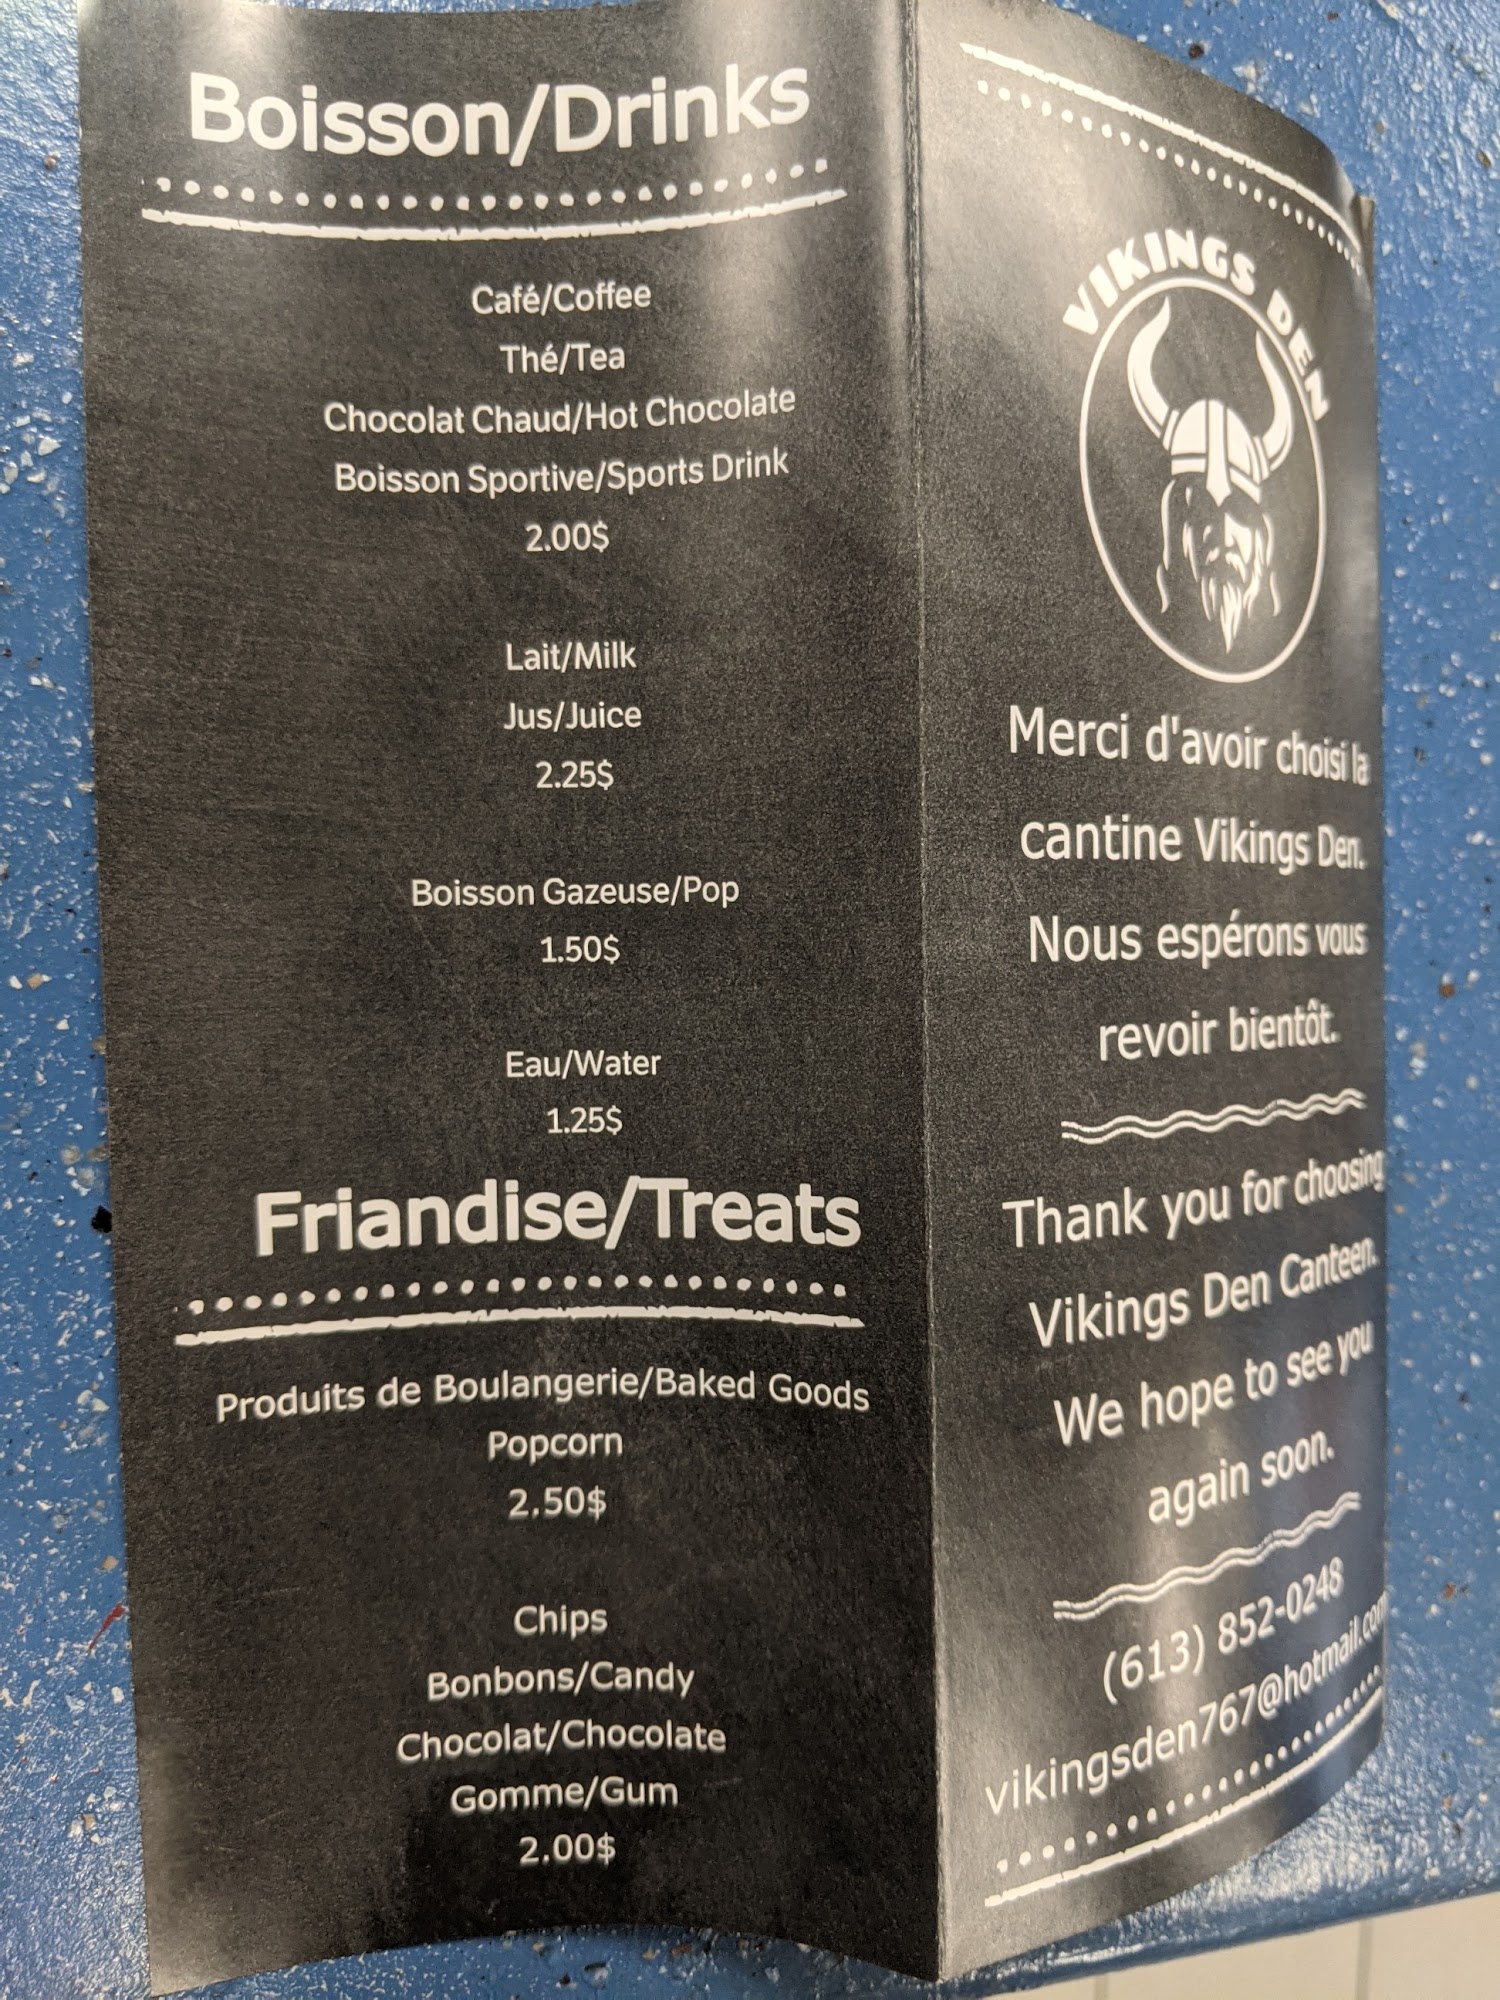 Boisson/Drinks
Café/Coffee
Thé/Tea
Chocolat Chaud/Hot Chocolate
Boisson Sportive/Sports Drink
2.00$
Lait/Milk
Jus/Juice
2.25$
Boisson Gazeuse/Pop
1.50$
Eau/Water
1.25$
Friandise/Treats
Produits de Boulangerie/Baked Goods
Popcorn
2.50$
Chips
Bonbons/Candy
Chocolat/Chocolate
Gomme/Gum
2.00$
VIKINGS DEN
Merci d'avoir choisi la
cantine Vikings Den.
Nous espérons vous
revoir bientôt.
Thank you for choosing
Vikings Den Canteen.
We hope to see you
again soon.
(613) 852-0248
vikingsden767@hotmail.com